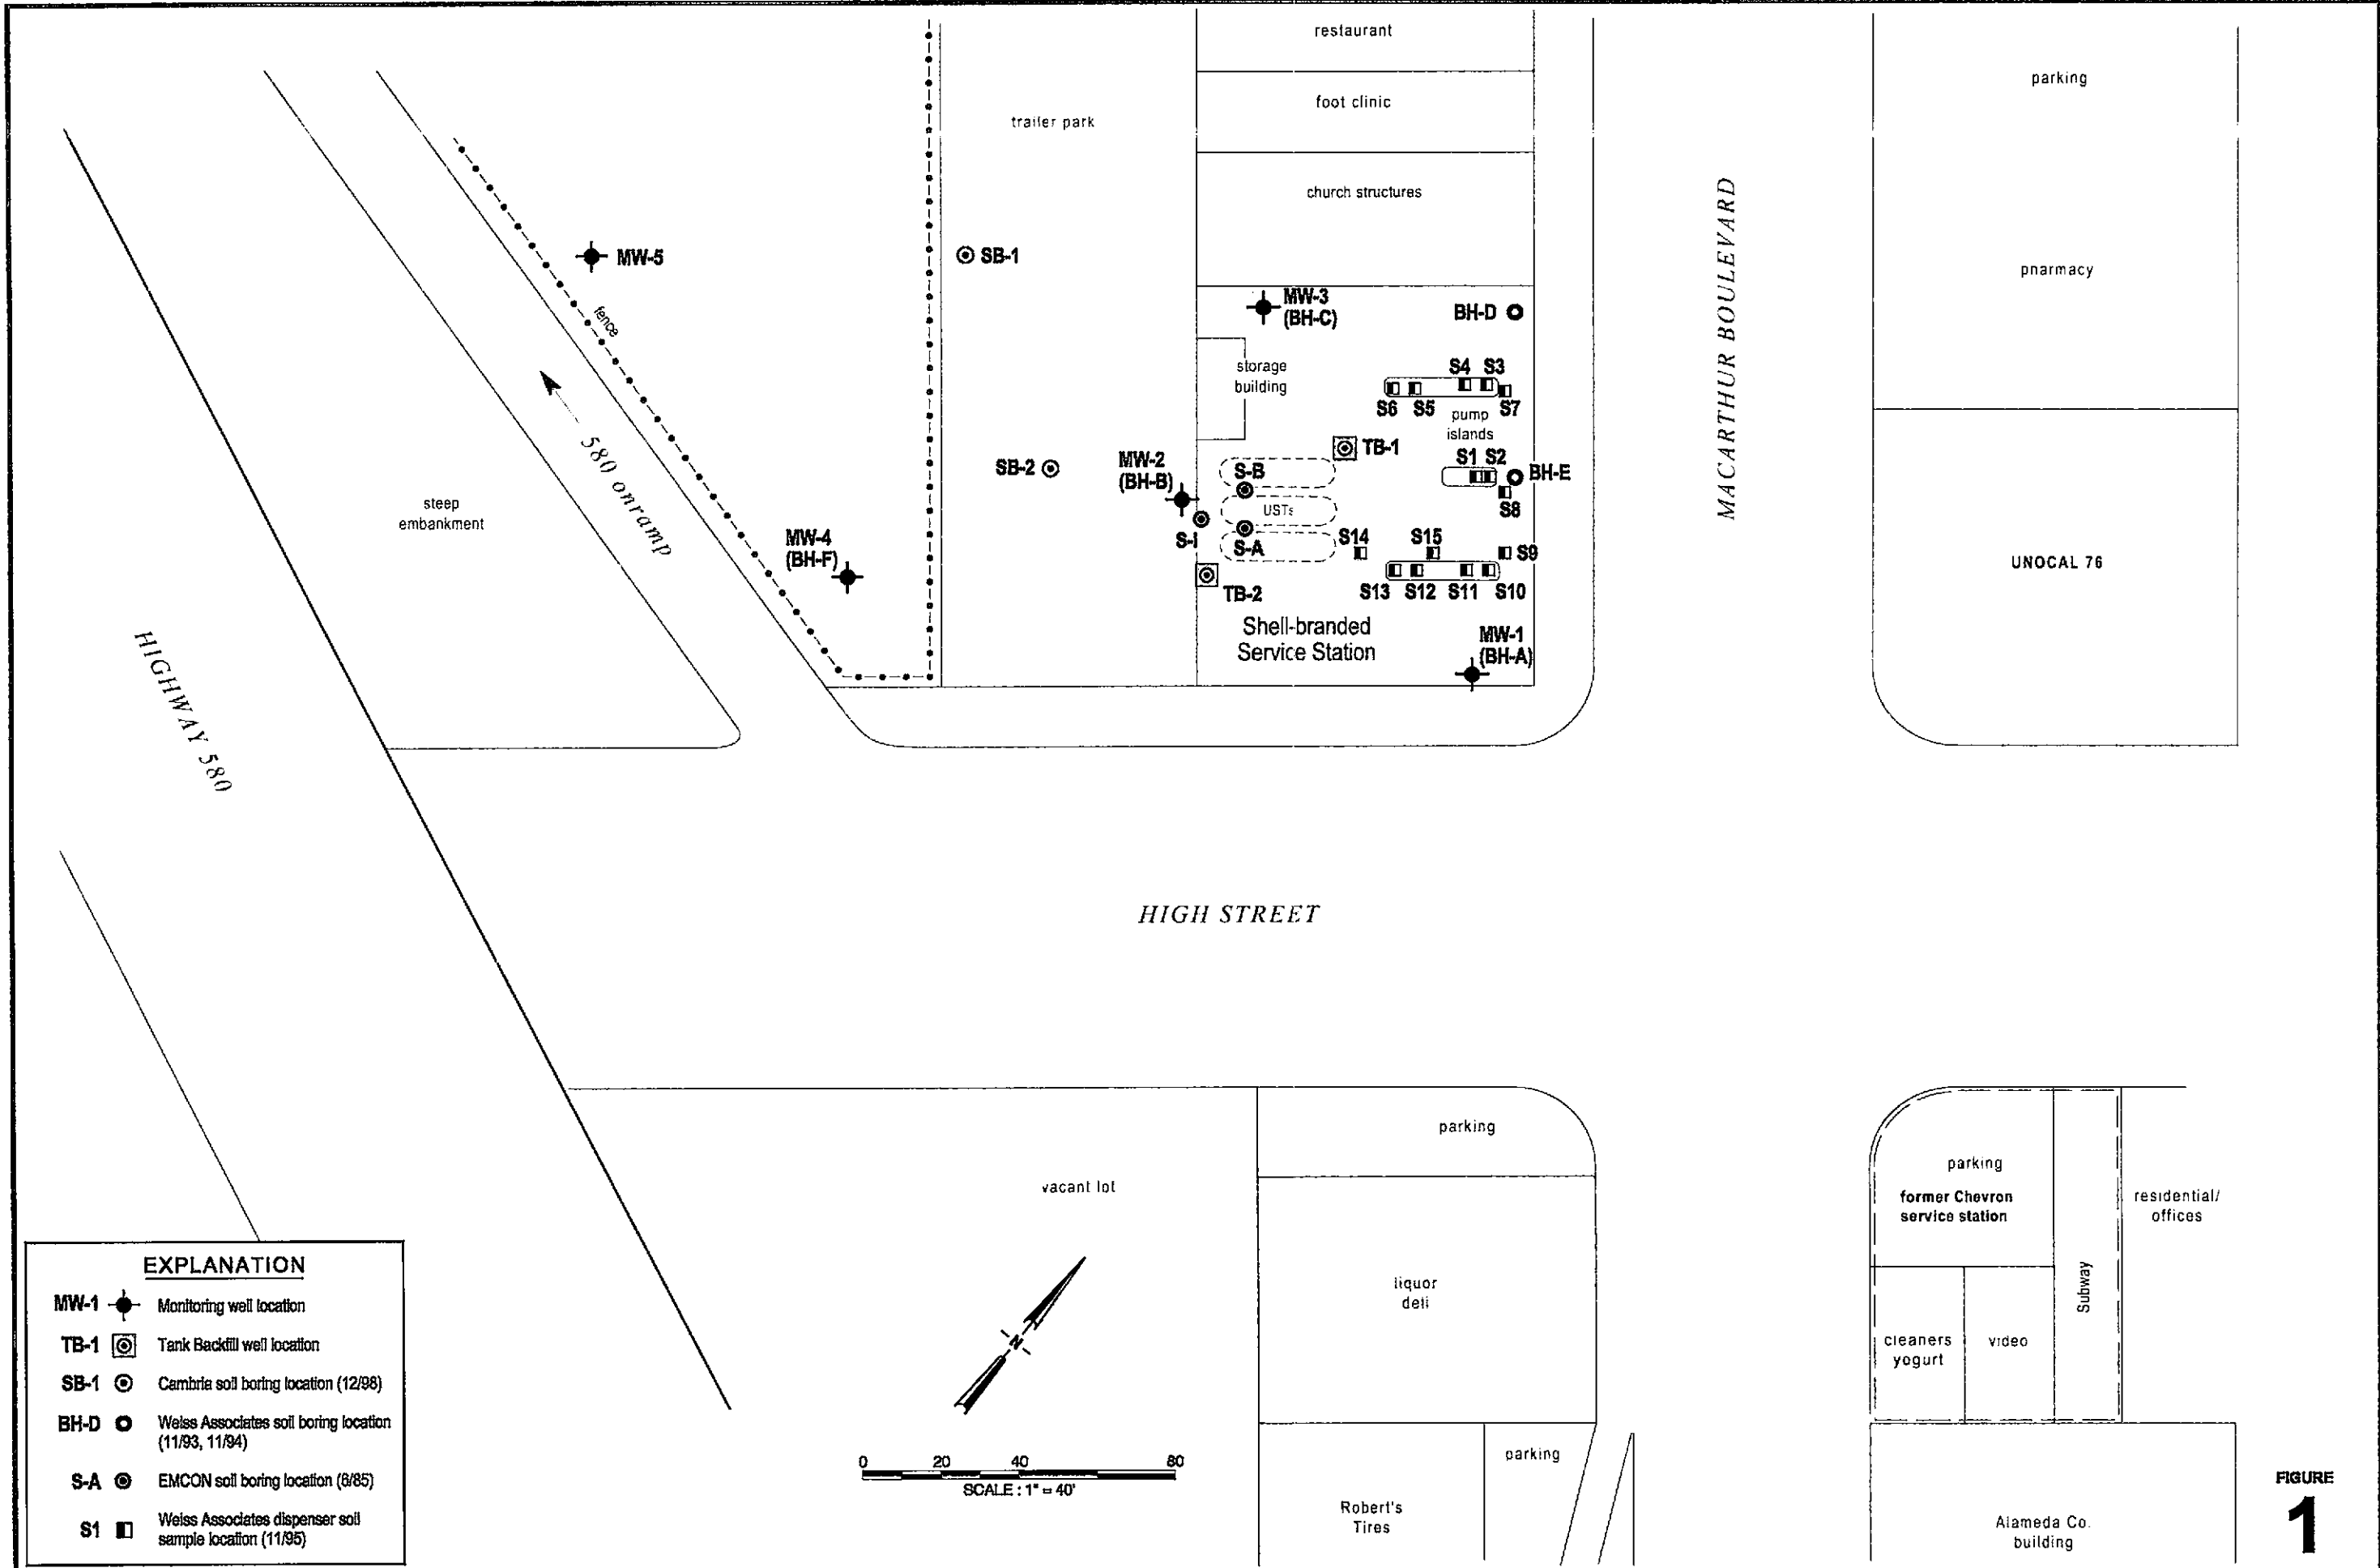 restaurant
parking
foot clinic
trailer park
church structures
MACARTHUR BOULEVARD
MW-5
SB-1
pnarmacy
MW-3
(BH-C)
BH-D
fence
storage
building
S4 S3
S6 S5
S7
pump
islands
580 onramp
TB-1
S1 S2
BH-E
S8
SB-2
MW-2
(BH-B)
S-B
USTs
S-I
S-A
steep
embankment
MW-4
(BH-F)
S14
S15
S9
UNOCAL 76
TB-2
S13 S12 S11 S10
Shell-branded
Service Station
MW-1
(BH-A)
HIGHWAY 580
HIGH STREET
parking
vacant lot
parking
former Chevron
service station
residential/
offices
Subway
liquor
deli
cleaners
yogurt
video
N
EXPLANATION
MW-1 Monitoring well location
TB-1 Tank Backfill well location
SB-1 Cambria soil boring location (12/98)
BH-D Weiss Associates soil boring location
(11/93, 11/94)
S-A EMCON soil boring location (6/85)
S1 Weiss Associates dispenser soil
sample location (11/95)
0 20 40 80
SCALE : 1" = 40'
parking
Robert's
Tires
Alameda Co.
building
FIGURE
1